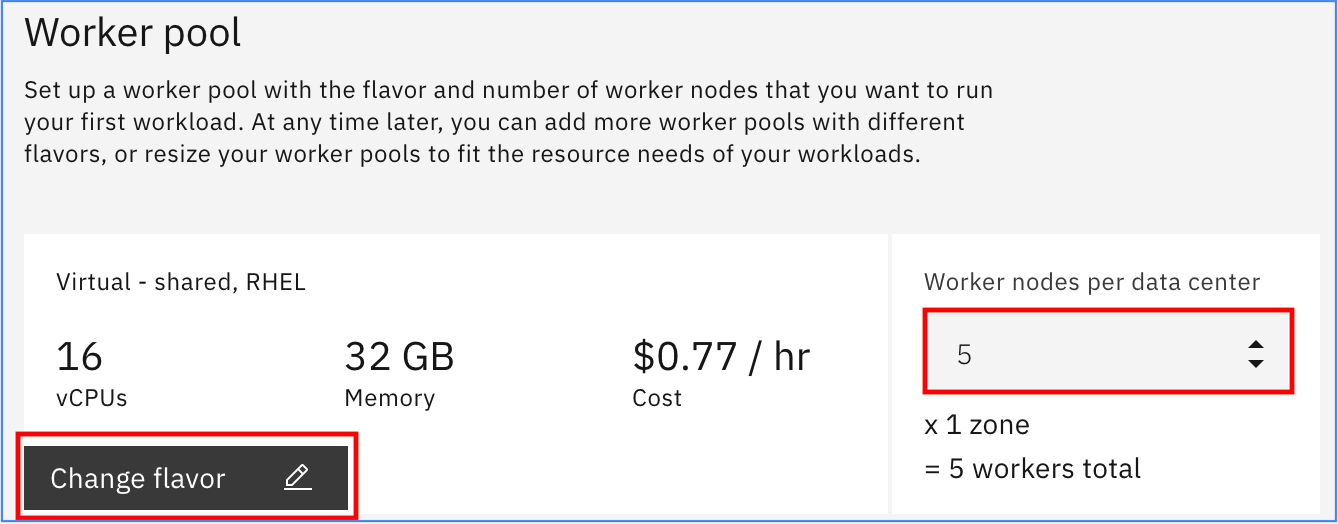 Worker pool
Set up a worker pool with the flavor and number of worker nodes that you want to run
your first workload. At any time later, you can add more worker pools with different
flavors, or resize your worker pools to fit the resource needs of your workloads.
Virtual - shared, RHEL
16
vCPUs
32 GB
Memory
$0.77 / hr
Cost
Change flavor
Worker nodes per data center
5
x 1 zone
= 5 workers total